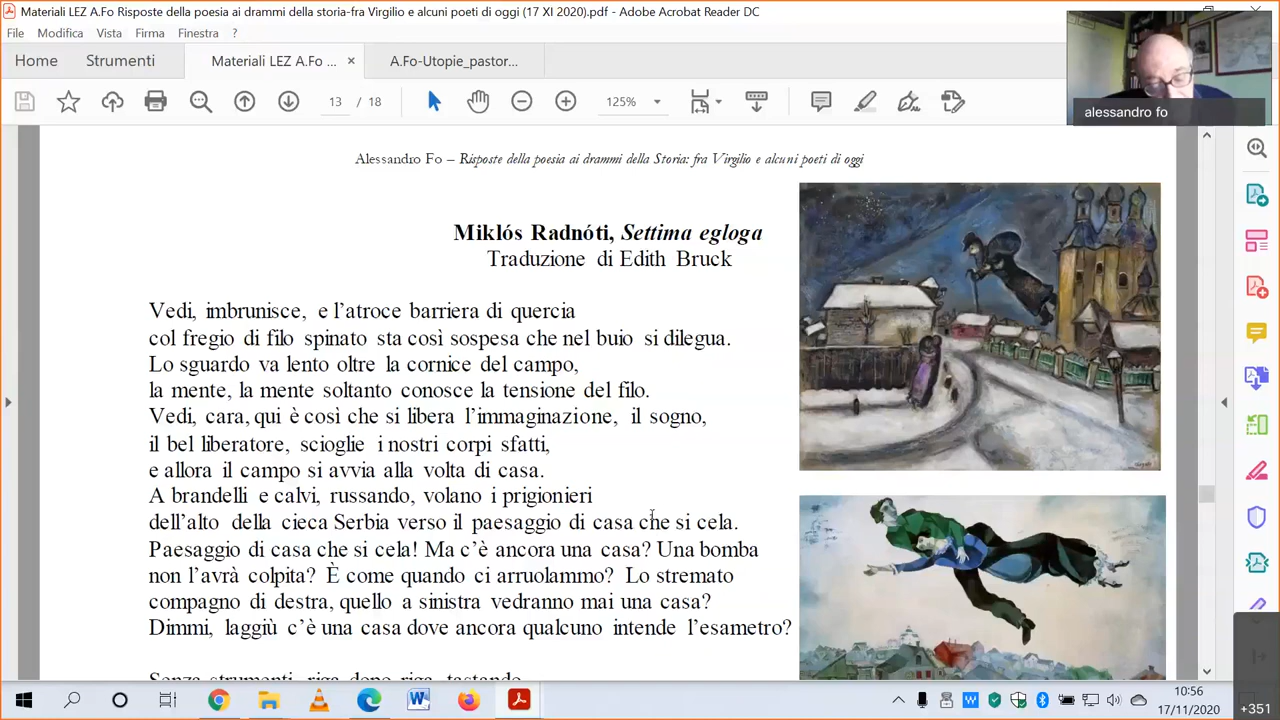 Materiali LEZ A.Fo Risposte della poesia ai drammi della storia-fra Virgilio e alcuni poeti di oggi (17 XI 2020).pdf - Adobe Acrobat Reader DC
File Modifica Vista Firma Finestra ?
Home Strumenti Materiali LEZ A.Fo ... × A.Fo-Utopie_pastor...
13 / 18 125%
alessandro fo
Alessandro Fo – Risposte della poesia ai drammi della Storia: fra Virgilio e alcuni poeti di oggi
Miklós Radnóti, Settima egloga
Traduzione di Edith Bruck
Vedi, imbrunisce, e l’atroce barriera di quercia
col fregio di filo spinato sta così sospesa che nel buio si dilegua.
Lo sguardo va lento oltre la cornice del campo,
la mente, la mente soltanto conosce la tensione del filo.
Vedi, cara, qui è così che si libera l’immaginazione, il sogno,
il bel liberatore, scioglie i nostri corpi sfatti,
e allora il campo si avvia alla volta di casa.
A brandelli e calvi, russando, volano i prigionieri
dell’alto della cieca Serbia verso il paesaggio di casa che si cela.
Paesaggio di casa che si cela! Ma c’è ancora una casa? Una bomba
non l’avrà colpita? È come quando ci arruolammo? Lo stremato
compagno di destra, quello a sinistra vedranno mai una casa?
Dimmi, laggiù c’è una casa dove ancora qualcuno intende l’esametro?
Senza strumenti, riga dopo riga, tastando
10:56
17/11/2020
+351